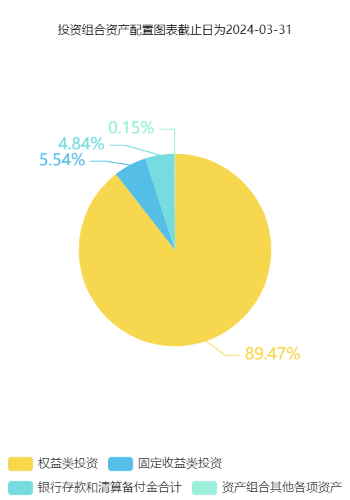 投资组合资产配置图表截止日为2024-03-31
0.15%
4.84%
5.54%
89.47%
权益类投资 固定收益类投资
银行存款和清算备付金合计 资产组合其他各项资产